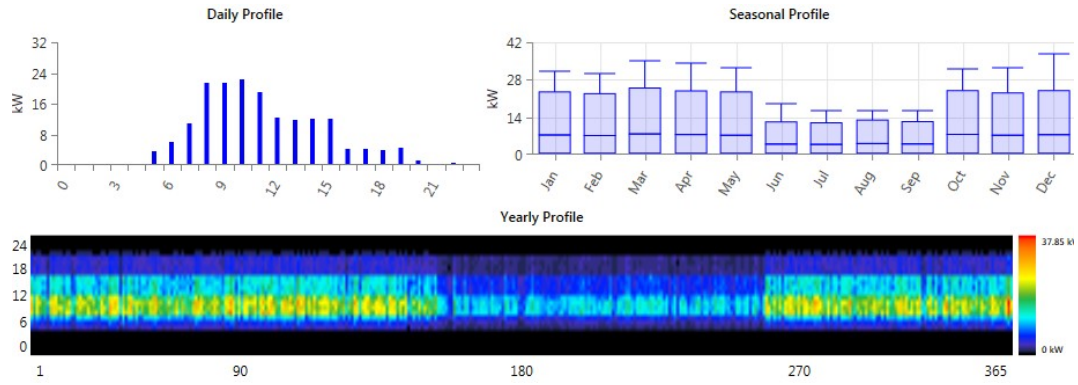 Daily Profile
32
24
16
8
0
kW
0 3 6 9 12 15 18 21
Seasonal Profile
42
28
14
0
kW
Jan Feb Mar Apr May Jun Jul Aug Sep Oct Nov Dec
Yearly Profile
24
18
12
6
0
1 90 180 270 365
37.85 kW
0 kW